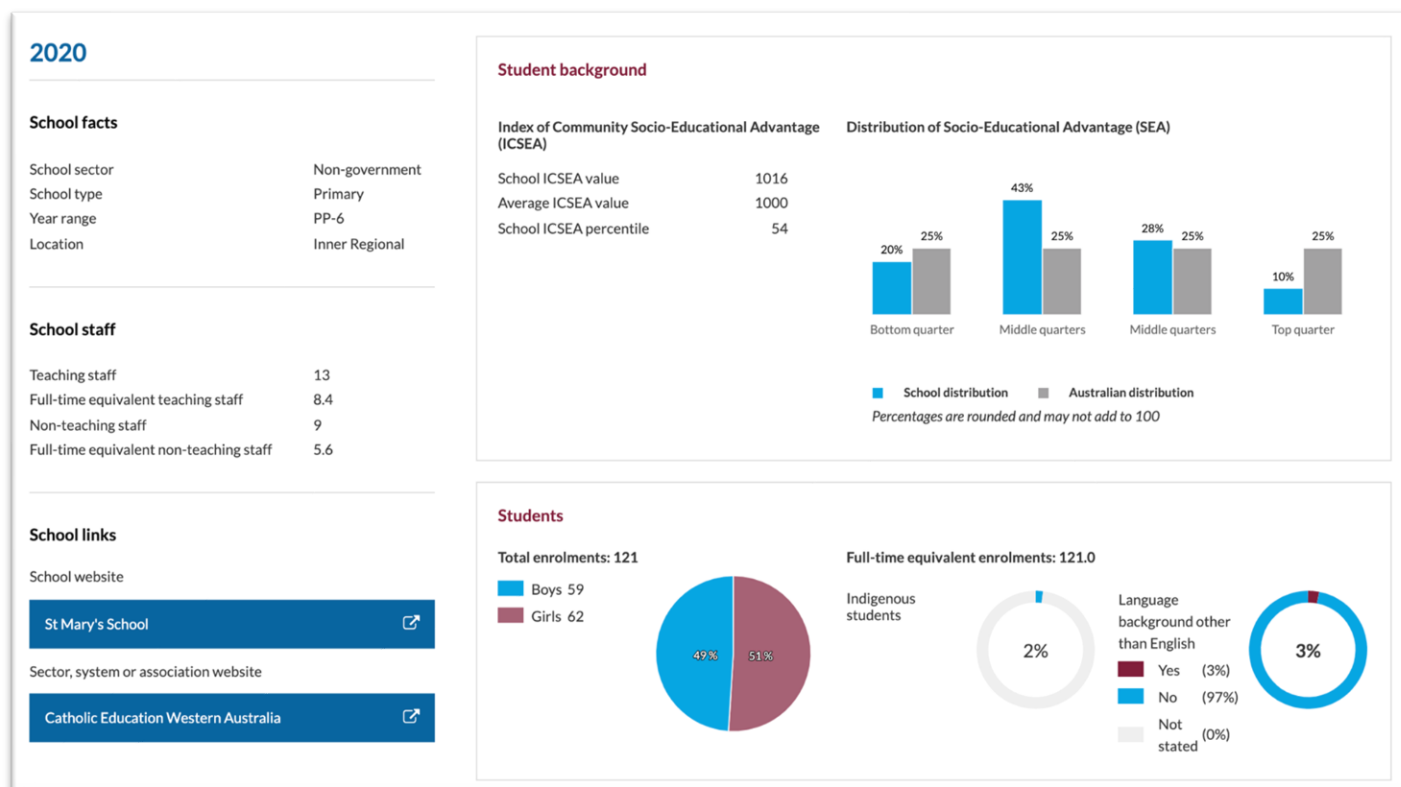 2020
School facts
School sector Non-government
School type Primary
Year range PP-6
Location Inner Regional
School staff
Teaching staff 13
Full-time equivalent teaching staff 8.4
Non-teaching staff 9
Full-time equivalent non-teaching staff 5.6
School links
School website
St Mary's School
Sector, system or association website
Catholic Education Western Australia
Student background
Index of Community Socio-Educational Advantage
(ICSEA)
School ICSEA value 1016
Average ICSEA value 1000
School ICSEA percentile 54
Distribution of Socio-Educational Advantage (SEA)
20% 25% 43% 25% 28% 25% 10% 25%
Bottom quarter Middle quarters Middle quarters Top quarter
School distribution Australian distribution
Percentages are rounded and may not add to 100
Students
Total enrolments: 121
Boys 59
Girls 62
49% 51%
Full-time equivalent enrolments: 121.0
Indigenous
students
2%
Language
background other
than English
Yes (3%)
No (97%)
Not
stated (0%)
3%